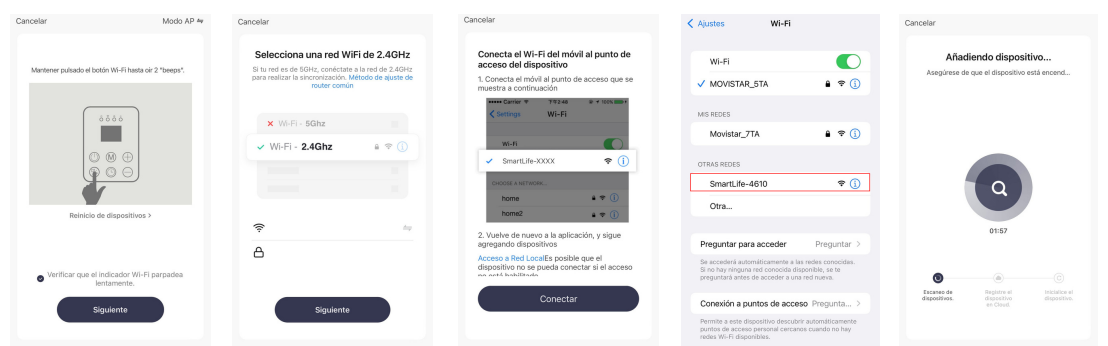 Cancelar
Modo AP
Mantener pulsado el botón Wi-Fi hasta oir 2 "beeps".
M
Reinicio de dispositivos >
Verificar que el indicador Wi-Fi parpadea
lentamente.
Siguiente
Cancelar
Selecciona una red WiFi de 2.4GHz
Si tu red es de 5GHz, conéctate a la red de 2.4GHz
para realizar la sincronización. Método de ajuste de
router común
Wi-Fi - 5Ghz
Wi-Fi - 2.4Ghz
Siguiente
Cancelar
Conecta el Wi-Fi del móvil al punto de
acceso del dispositivo
1. Conecta el móvil al punto de acceso que se
muestra a continuación
Carrier
100%
Settings
Wi-Fi
Wi-Fi
SmartLife-XXXX
CHOOSE A NETWORK...
home
home2
2. Vuelve de nuevo a la aplicación, y sigue
agregando dispositivos
Acceso a Red LocalEs posible que el
dispositivo no se pueda conectar si el acceso
no está habilitado
Conectar
Ajustes
Wi-Fi
Wi-Fi
MOVISTAR_5TA
MIS REDES
Movistar_7TA
OTRAS REDES
SmartLife-4610
Otra...
Preguntar para acceder
Preguntar >
Se accederá automáticamente a las redes conocidas.
Si no hay ninguna red conocida disponible, se te
preguntará antes de acceder a una red nueva.
Conexión a puntos de acceso
Pregunta... >
Permite a este dispositivo descubrir automáticamente
puntos de acceso personal cercanos cuando no hay
redes Wi-Fi disponibles.
Cancelar
Añadiendo dispositivo...
Asegúrese de que el dispositivo está encend...
01:57
Escaneo de
dispositivos.
Registre el
dispositivo
en Cloud.
Inicialice el
dispositivo.